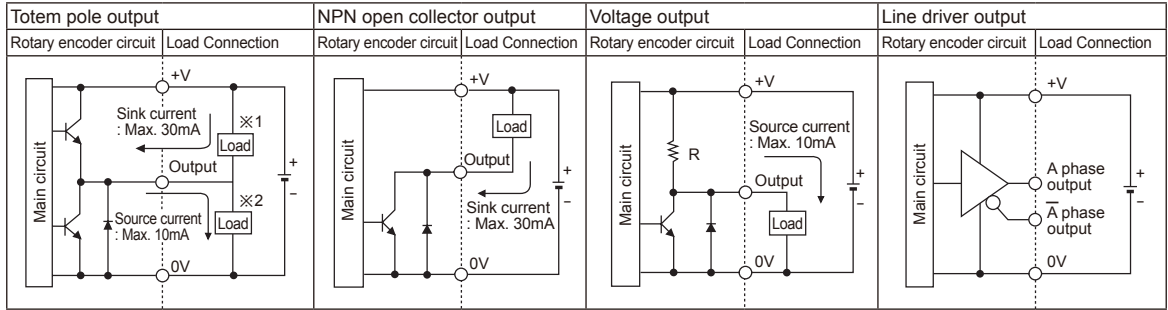 Totem pole output
Rotary encoder circuit Load Connection
Main circuit
+V
Sink current
: Max. 30mA
※1
Load
Output
Source current
: Max. 10mA
※2
Load
0V
+
−
NPN open collector output
Rotary encoder circuit Load Connection
Main circuit
+V
Load
Output
Sink current
: Max. 30mA
0V
+
−
Voltage output
Rotary encoder circuit Load Connection
Main circuit
+V
R
Source current
: Max. 10mA
Output
Load
0V
+
−
Line driver output
Rotary encoder circuit Load Connection
Main circuit
+V
A phase
output
A̅ phase
output
0V
+
−